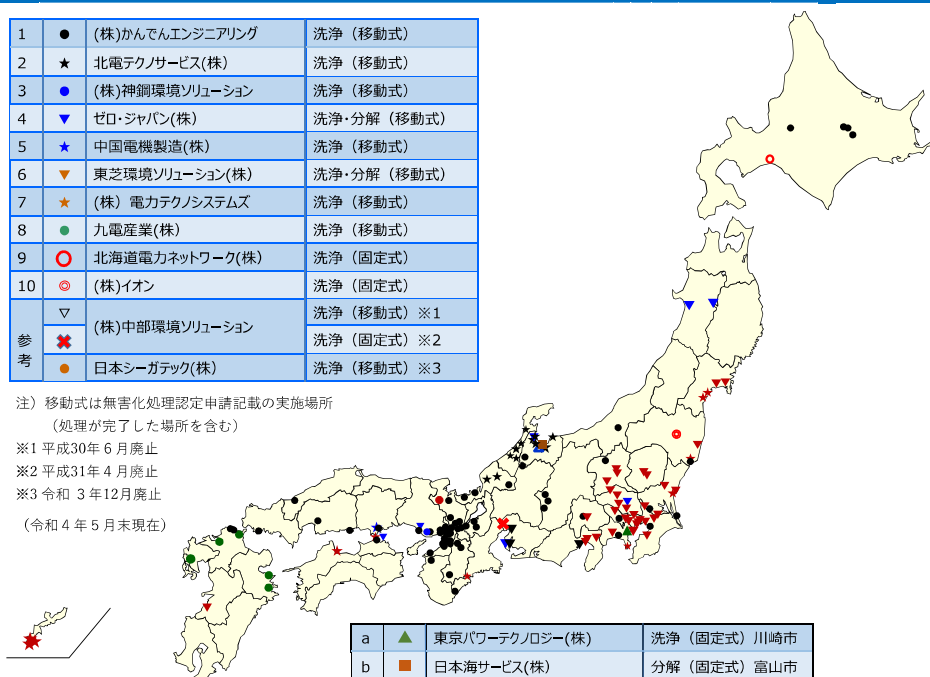 1 ● (株)かんでんエンジニアリング 洗浄（移動式）
2 ★ 北電テクノサービス(株) 洗浄（移動式）
3 ● (株)神鋼環境ソリューション 洗浄（移動式）
4 ▼ ゼロ・ジャパン(株) 洗浄・分解（移動式）
5 ★ 中国電機製造(株) 洗浄（移動式）
6 ▼ 東芝環境ソリューション(株) 洗浄・分解（移動式）
7 ★ (株）電力テクノシステムズ 洗浄（移動式）
8 ● 九電産業(株) 洗浄（移動式）
9 ○ 北海道電力ネットワーク(株) 洗浄（固定式）
10 ◎ (株)イオン 洗浄（固定式）
参考 ▽ (株)中部環境ソリューション 洗浄（移動式）※1
✖ 洗浄（固定式）※2
● 日本シーガテック(株) 洗浄（移動式）※3
注）移動式は無害化処理認定申請記載の実施場所
（処理が完了した場所を含む）
※1 平成30年６月廃止
※2 平成31年４月廃止
※3 令和 ３年12月廃止
（令和４年５月末現在）
a ▲ 東京パワーテクノロジー(株) 洗浄（固定式）川崎市
b ■ 日本海サービス(株) 分解（固定式）富山市